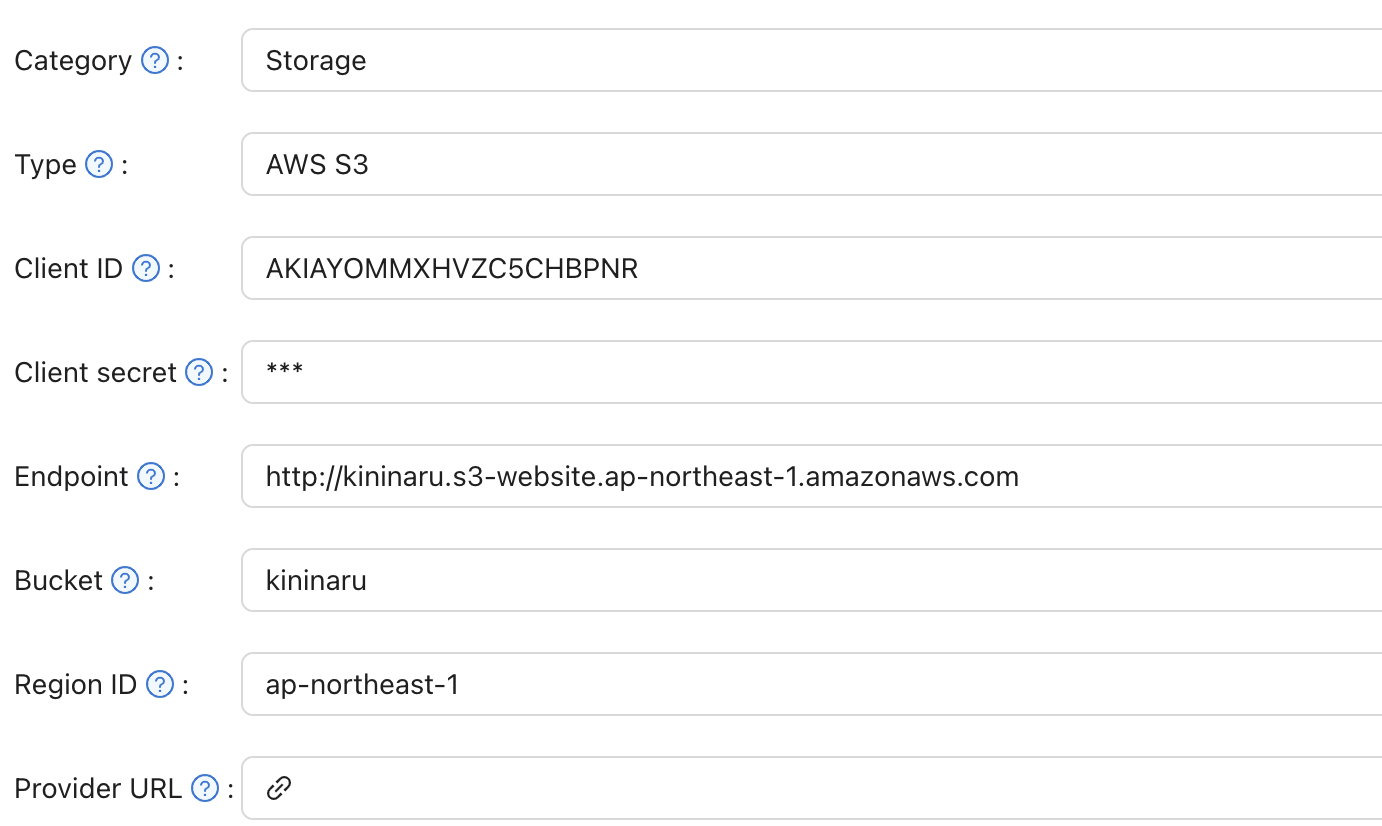 Category ? : Storage
Type ? : AWS S3
Client ID ? : AKIAYOMMXHVZC5CHBPNR
Client secret ? : ***
Endpoint ? : http://kininaru.s3-website.ap-northeast-1.amazonaws.com
Bucket ? : kininaru
Region ID ? : ap-northeast-1
Provider URL ? :